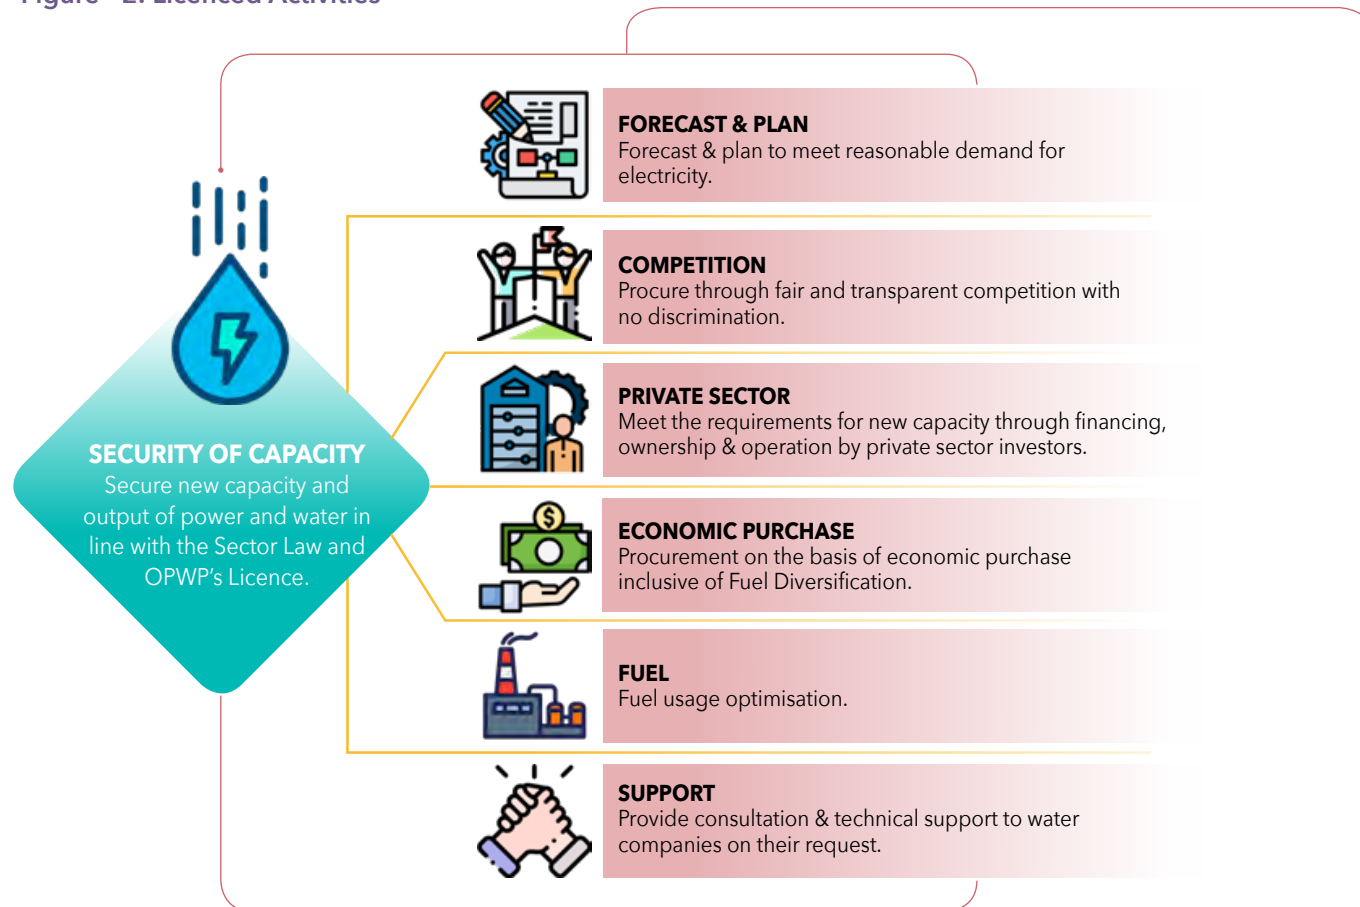 Figure 2: Licenced Activities
FORECAST & PLAN
Forecast & plan to meet reasonable demand for
electricity.
COMPETITION
Procure through fair and transparent competition with
no discrimination.
PRIVATE SECTOR
Meet the requirements for new capacity through financing,
ownership & operation by private sector investors.
SECURITY OF CAPACITY
Secure new capacity and
output of power and water in
line with the Sector Law and
OPWP’s Licence.
ECONOMIC PURCHASE
Procurement on the basis of economic purchase
inclusive of Fuel Diversification.
FUEL
Fuel usage optimisation.
SUPPORT
Provide consultation & technical support to water
companies on their request.